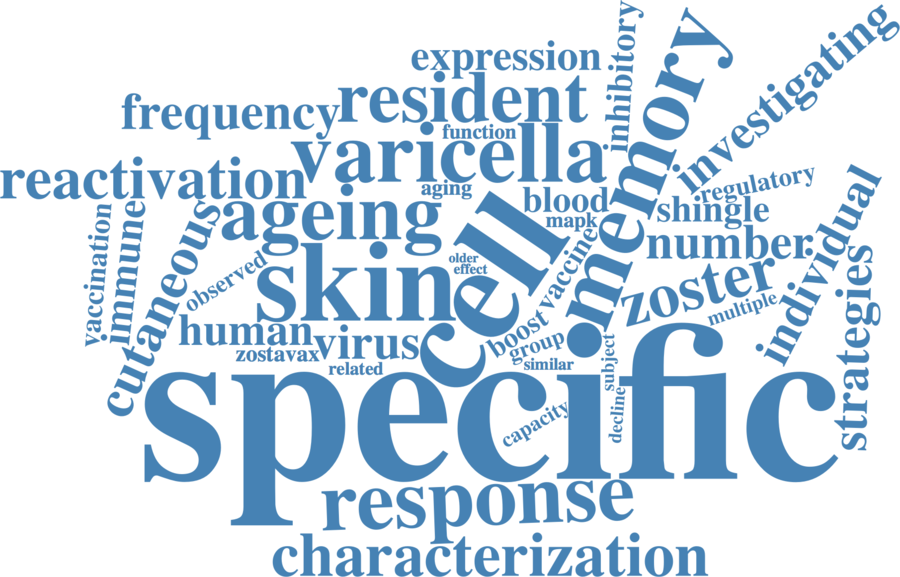 expression
inhibitory
memory
investigating
frequency
resident
function
varicella
reactivation
aging
ageing
blood
mapk
regulatory
shingle
number
individual
vaccination
immune
cutaneous
observed
skin
older
effect
cell
vaccine
boost
zoster
multiple
strategies
human
virus
zostavax
related
group
similar
subject
decline
capacity
specific
response
characterization